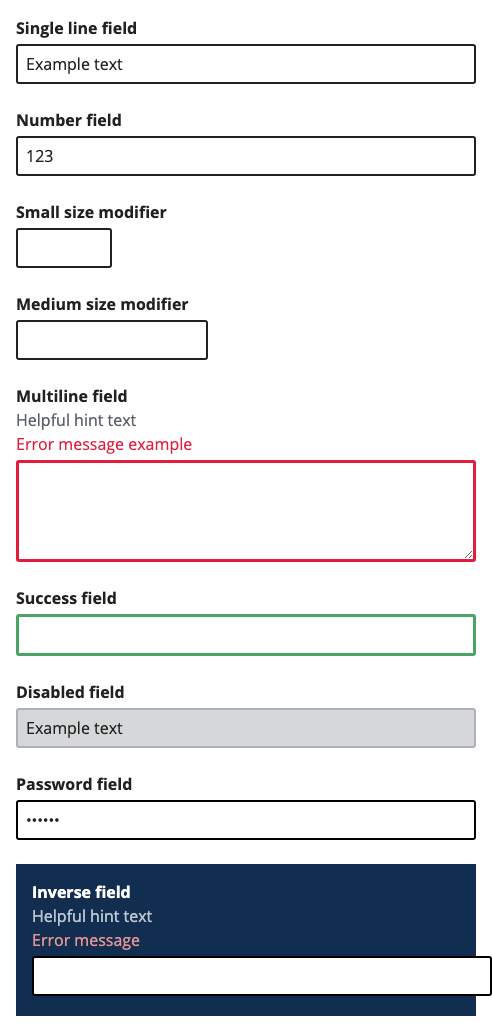 Single line field
Example text
Number field
123
Small size modifier
Medium size modifier
Multiline field
Helpful hint text
Error message example
Success field
Disabled field
Example text
Password field
••••••
Inverse field
Helpful hint text
Error message